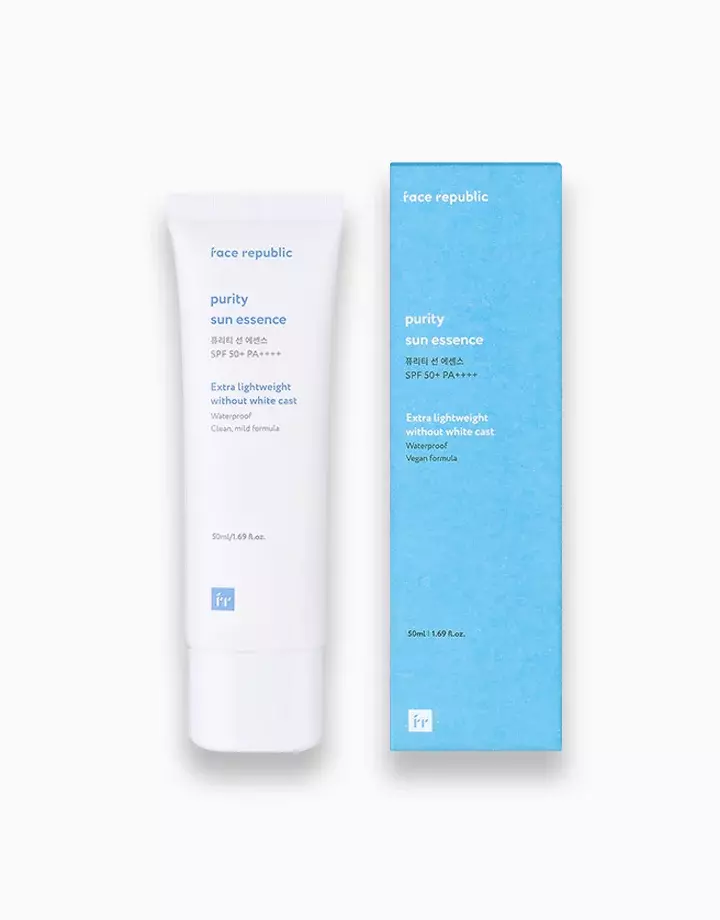 face republic
purity
sun essence
퓨리티 선 에센스
SPF 50+ PA++++
Extra lightweight
without white cast
Waterproof
Clean, mild formula
50ml/1.69 fl.oz.
fr
face republic
purity
sun essence
퓨리티 선 에센스
SPF 50+ PA++++
Extra lightweight
without white cast
Waterproof
Vegan formula
50ml | 1.69 fl.oz.
fr